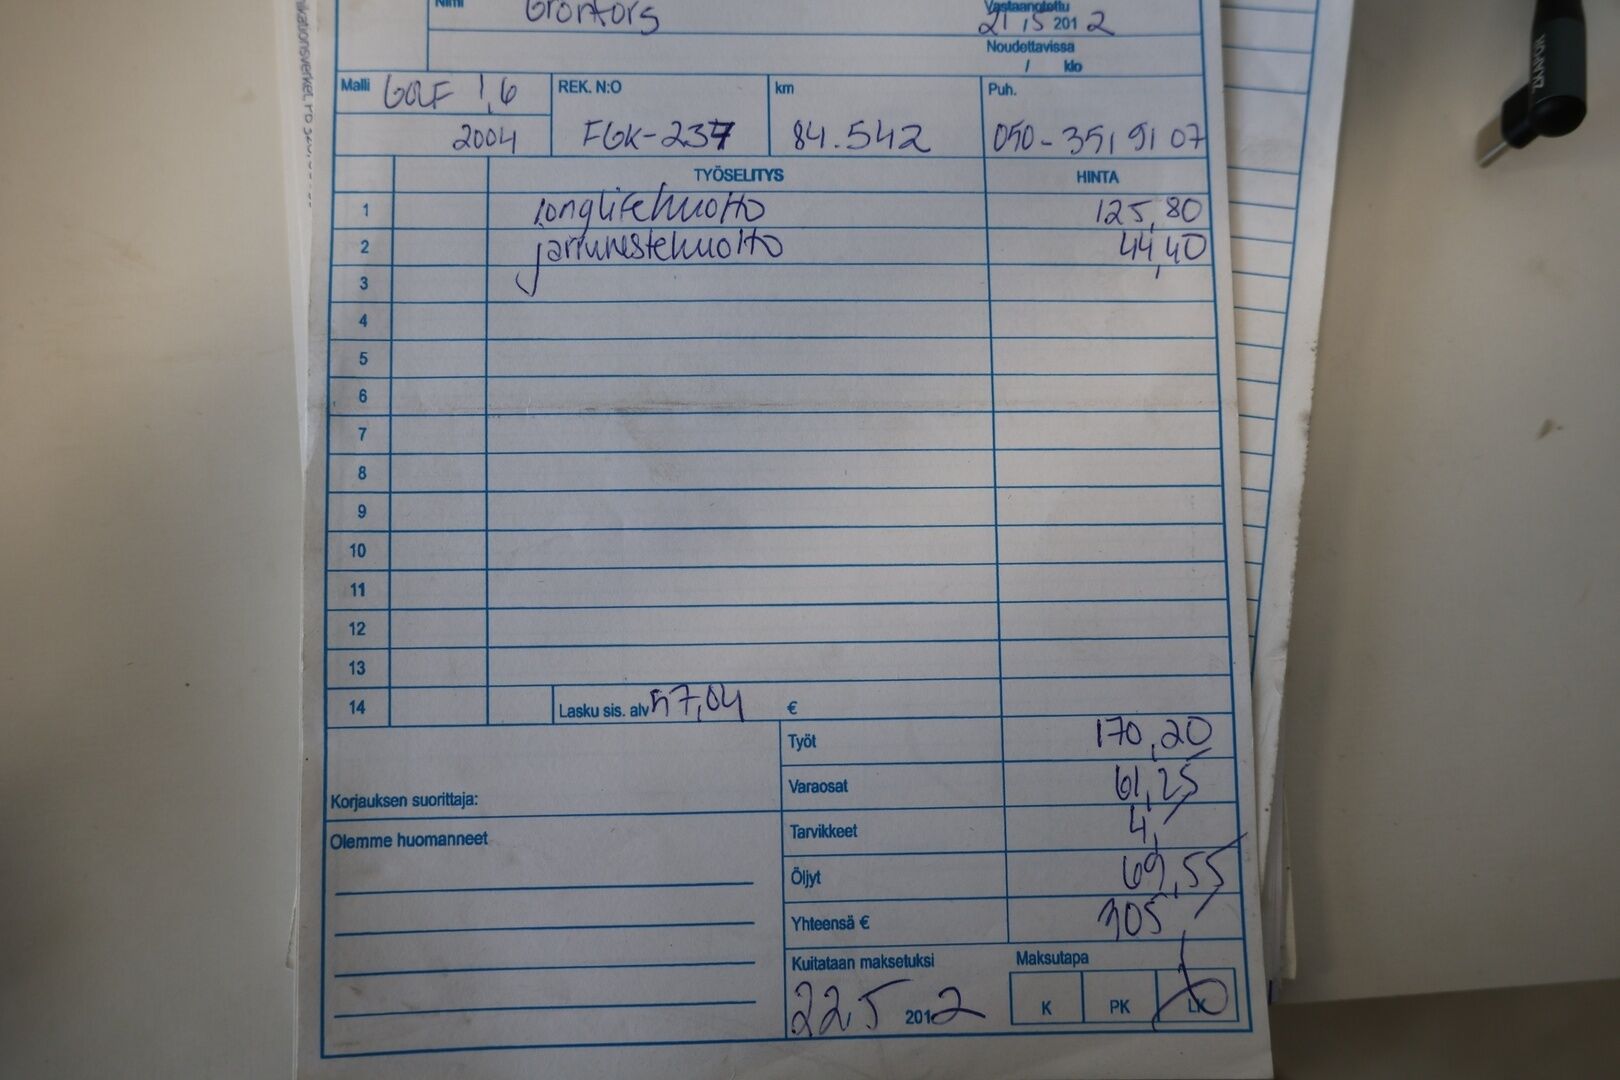 Nimi Grönfors
Vastaanotettu
21/5 2012
Noudettavissa
/ klo
Malli GOLF 1,6
2004
REK. N:O
FGK-237
km
84.542
Puh.
050-3519107
TYÖSELITYS HINTA
1 longlifehuolto 125,80
2 jarrunestehuolto 44,40
3
4
5
6
7
8
9
10
11
12
13
14 Lasku sis. alv 57,04 €
Työt 170,20
Varaosat 61,25
Korjauksen suorittaja:
Tarvikkeet 4,
Olemme huomanneet
Öljyt 69,55
Yhteensä € 305
Kuitataan maksetuksi
22.5 2012
Maksutapa
K PK LK